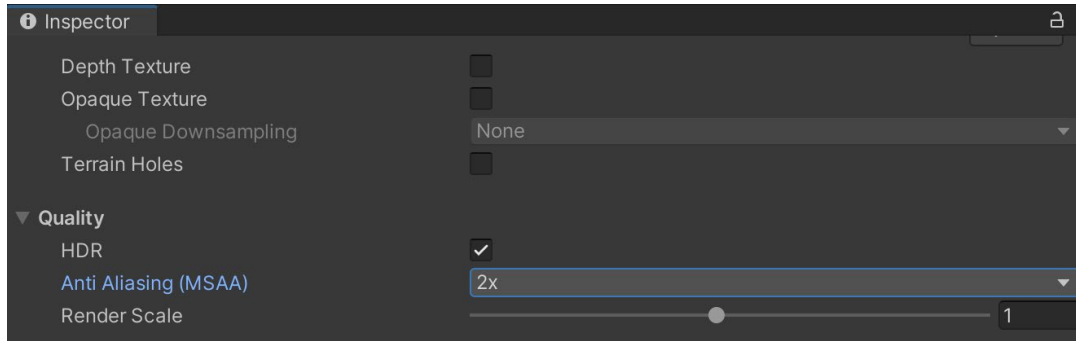 Inspector
Depth Texture
Opaque Texture
Opaque Downsampling None
Terrain Holes
Quality
HDR
Anti Aliasing (MSAA) 2x
Render Scale 1